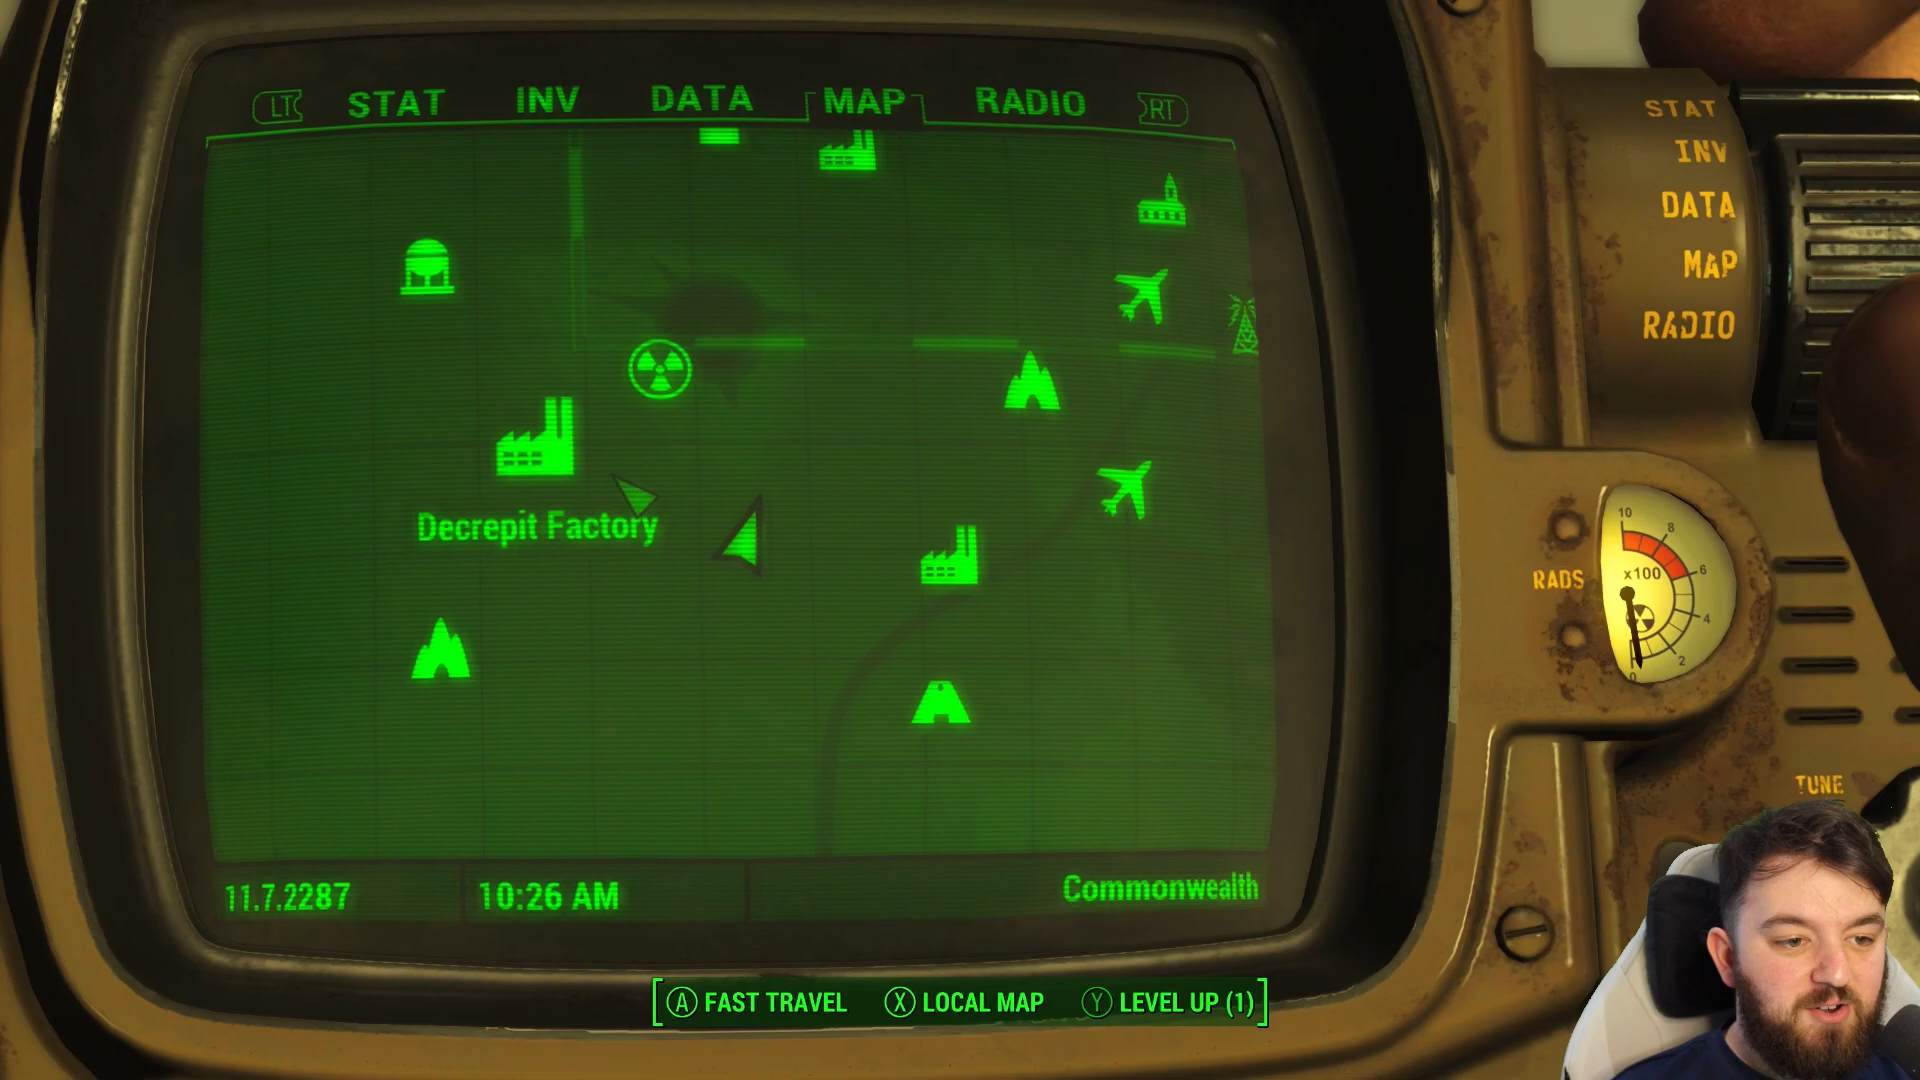 LT STAT INV DATA MAP RADIO RT
Decrepit Factory
11.7.2287 10:26 AM Commonwealth
A FAST TRAVEL X LOCAL MAP Y LEVEL UP (1)
STAT
INV
DATA
MAP
RADIO
10
8
6
x100
RADS
4
2
0
TUNE